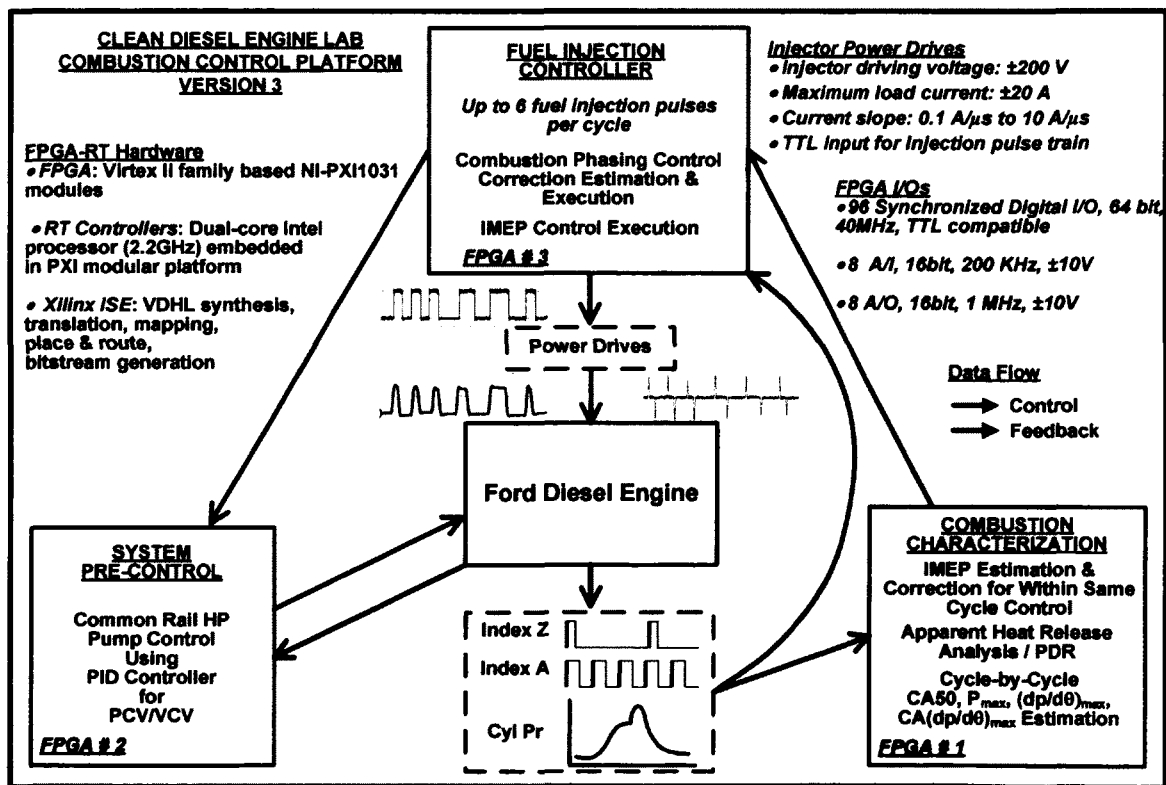 CLEAN DIESEL ENGINE LAB
COMBUSTION CONTROL PLATFORM
VERSION 3
FPGA-RT Hardware
• FPGA: Virtex II family based NI-PXI1031
modules
• RT Controllers: Dual-core Intel
processor (2.2GHz) embedded
in PXI modular platform
• Xilinx ISE: VDHL synthesis,
translation, mapping,
place & route,
bitstream generation
FUEL INJECTION
CONTROLLER
Up to 6 fuel injection pulses
per cycle
Combustion Phasing Control
Correction Estimation &
Execution
IMEP Control Execution
FPGA # 3
Injector Power Drives
• Injector driving voltage: ±200 V
• Maximum load current: ±20 A
• Current slope: 0.1 A/µs to 10 A/µs
• TTL Input for injection pulse train
FPGA I/Os
• 96 Synchronized Digital I/O, 64 bit,
40MHz, TTL compatible
• 8 A/I, 16bit, 200 KHz, ±10V
• 8 A/O, 16bit, 1 MHz, ±10V
Data Flow
Control
Feedback
Power Drives
Ford Diesel Engine
SYSTEM
PRE-CONTROL
Common Rail HP
Pump Control
Using
PID Controller
for
PCV/VCV
FPGA # 2
Index Z
Index A
Cyl Pr
COMBUSTION
CHARACTERIZATION
IMEP Estimation &
Correction for Within Same
Cycle Control
Apparent Heat Release
Analysis / PDR
Cycle-by-Cycle
CA50, Pmax, (dp/dθ)max,
CA(dp/dθ)max Estimation
FPGA # 1